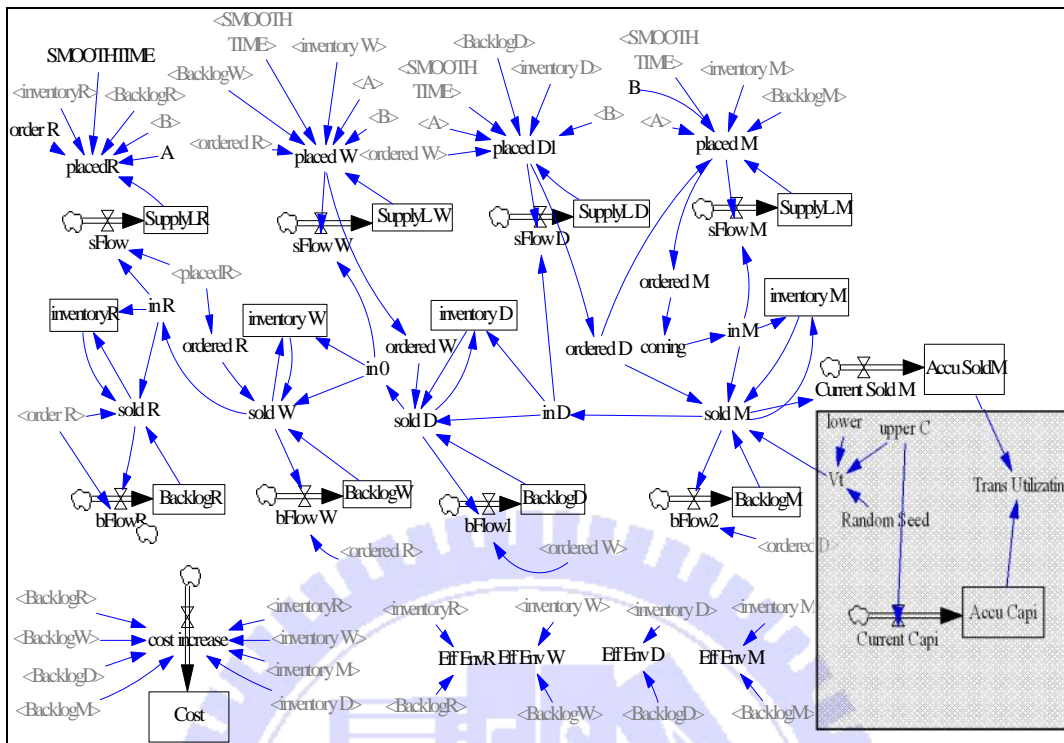 <SMOOTH
TIME>
<inventory W>
<BacklogD>
<SMOOTH
TIME>
SMOOTHTIME
<BacklogW>
<SMOOTH
TIME>
<inventory D>
B
<inventory M>
<inventoryR>
<BacklogR>
<A>
<BacklogM>
order R
<B>
<B>
<A>
<B>
<A>
A
<ordered R>
<ordered W>
placedR
placed W
placed D1
placed M
SupplyLR
SupplyLW
SupplyLD
SupplyLM
sFlow
sFlow W
sFlow D
sFlow M
<placedR>
ordered M
inventoryR
in R
inventory W
inventory D
inventory M
ordered R
ordered W
ordered D
coming
in M
in0
Accu SoldM
Current Sold M
<order R>
sold R
sold W
sold D
in D
sold M
lower
upper C
Vt
Trans Utilizatin
Random Seed
BacklogR
BacklogW
BacklogD
BacklogM
bFlowR
bFlow W
bFlow1
bFlow2
<ordered R>
<ordered W>
<ordered D>
<BacklogR>
<inventoryR>
<inventoryR>
<inventory W>
<inventory D>
<inventory M>
Accu Capi
Current Capi
<BacklogW>
cost increase
<inventory W>
Eff EnvR
Eff Env W
Eff Env D
Eff Env M
<BacklogD>
<inventory M>
<BacklogM>
<inventory D>
<BacklogR>
<BacklogW>
<BacklogD>
<BacklogM>
Cost